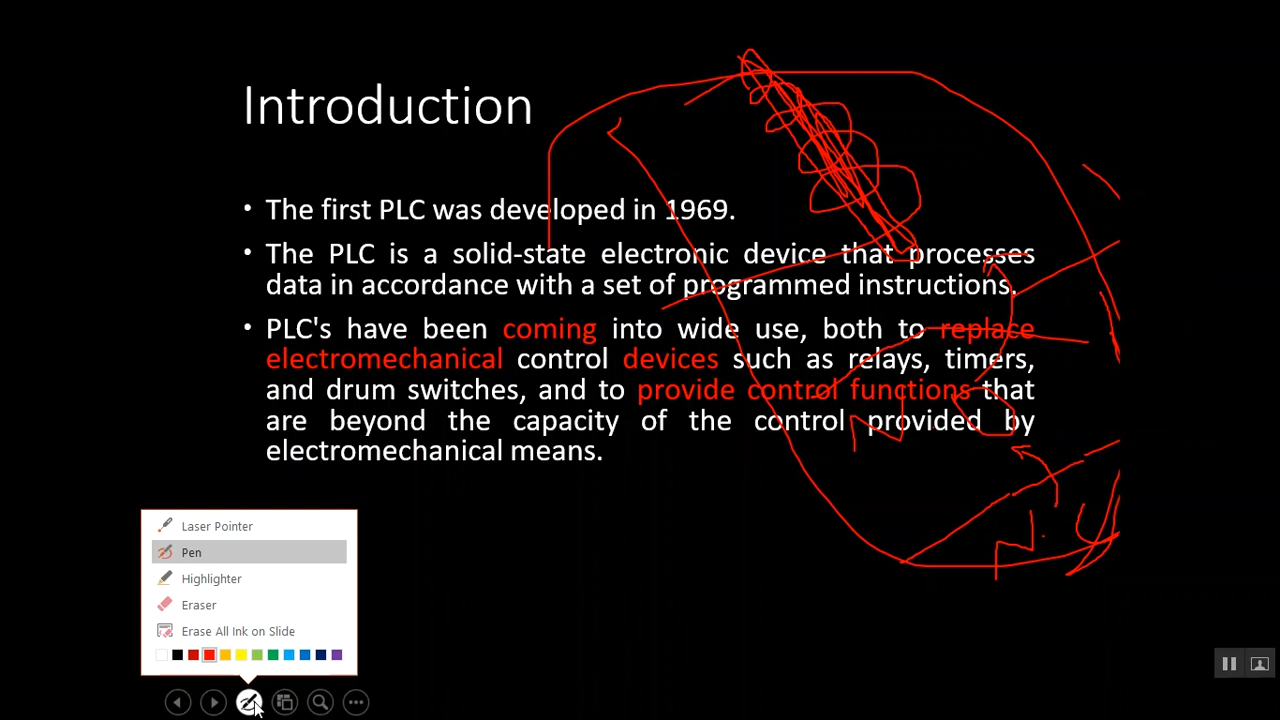 Introduction
• The first PLC was developed in 1969.
• The PLC is a solid-state electronic device that processes
data in accordance with a set of programmed instructions.
• PLC's have been coming into wide use, both to replace
electromechanical control devices such as relays, timers,
and drum switches, and to provide control functions that
are beyond the capacity of the control provided by
electromechanical means.
Laser Pointer
Pen
Highlighter
Eraser
Erase All Ink on Slide